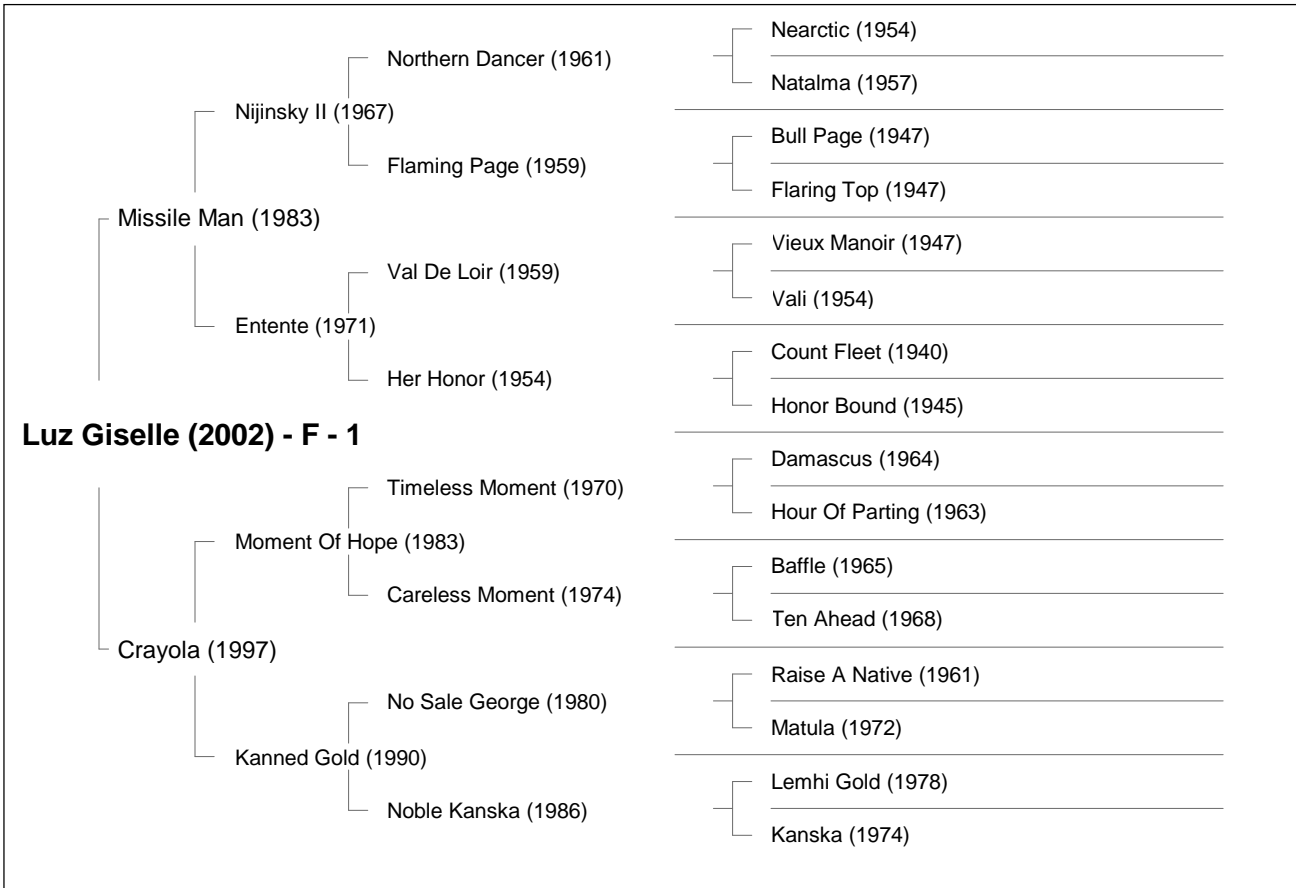 Nearctic (1954)
Northern Dancer (1961)
Natalma (1957)
Nijinsky II (1967)
Bull Page (1947)
Flaming Page (1959)
Flaring Top (1947)
Missile Man (1983)
Vieux Manoir (1947)
Val De Loir (1959)
Vali (1954)
Entente (1971)
Count Fleet (1940)
Her Honor (1954)
Honor Bound (1945)
Luz Giselle (2002) - F - 1
Damascus (1964)
Timeless Moment (1970)
Hour Of Parting (1963)
Moment Of Hope (1983)
Baffle (1965)
Careless Moment (1974)
Ten Ahead (1968)
Crayola (1997)
Raise A Native (1961)
No Sale George (1980)
Matula (1972)
Kanned Gold (1990)
Lemhi Gold (1978)
Noble Kanska (1986)
Kanska (1974)